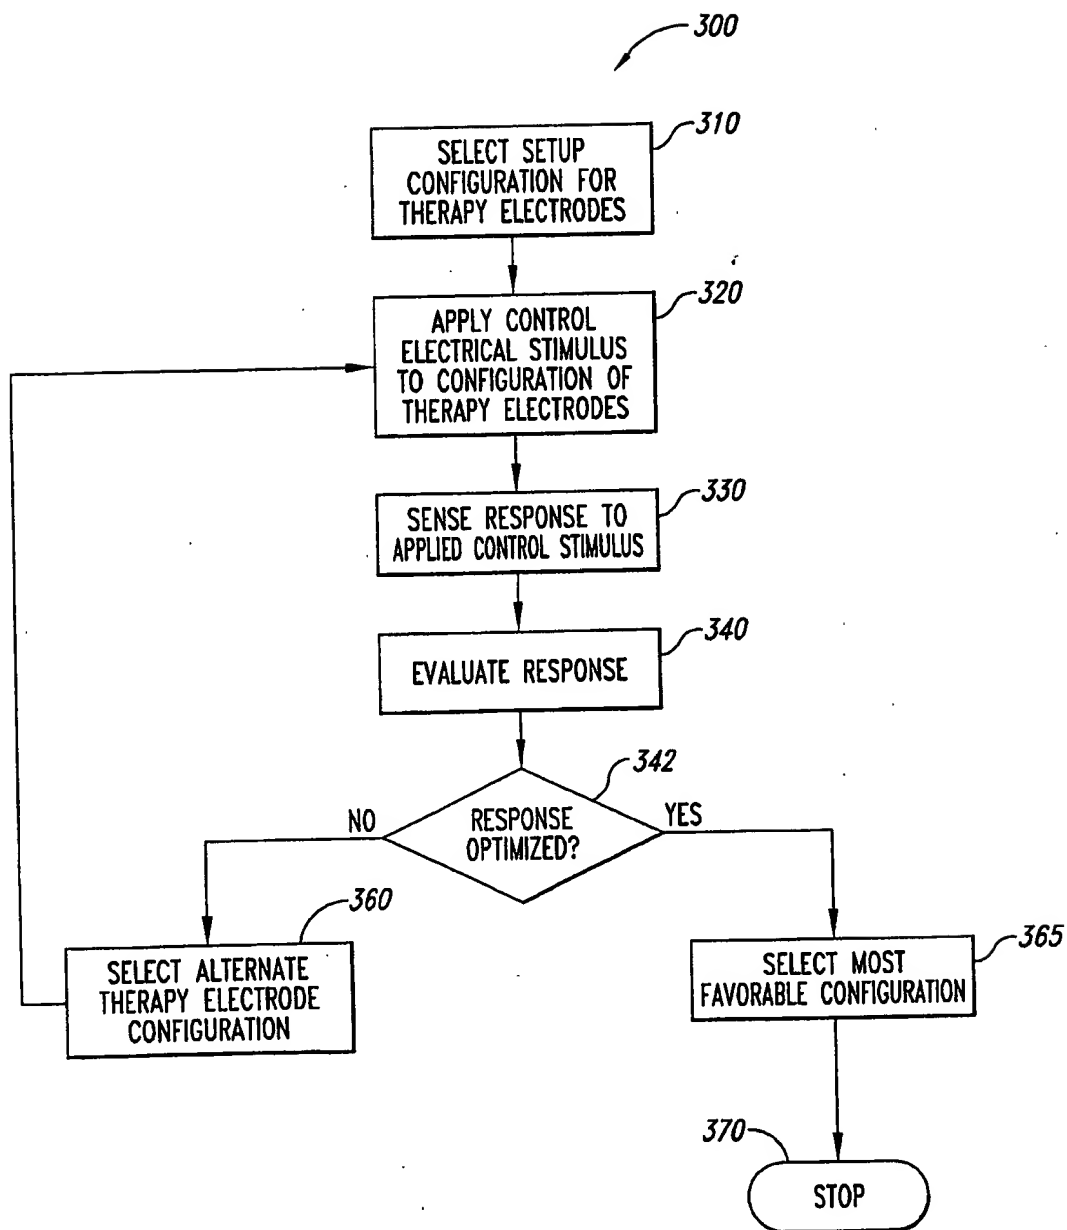 300
310
SELECT SETUP
CONFIGURATION FOR
THERAPY ELECTRODES
320
APPLY CONTROL
ELECTRICAL STIMULUS
TO CONFIGURATION OF
THERAPY ELECTRODES
330
SENSE RESPONSE TO
APPLIED CONTROL STIMULUS
340
EVALUATE RESPONSE
342
NO
RESPONSE
OPTIMIZED?
YES
360
SELECT ALTERNATE
THERAPY ELECTRODE
CONFIGURATION
365
SELECT MOST
FAVORABLE CONFIGURATION
370
STOP